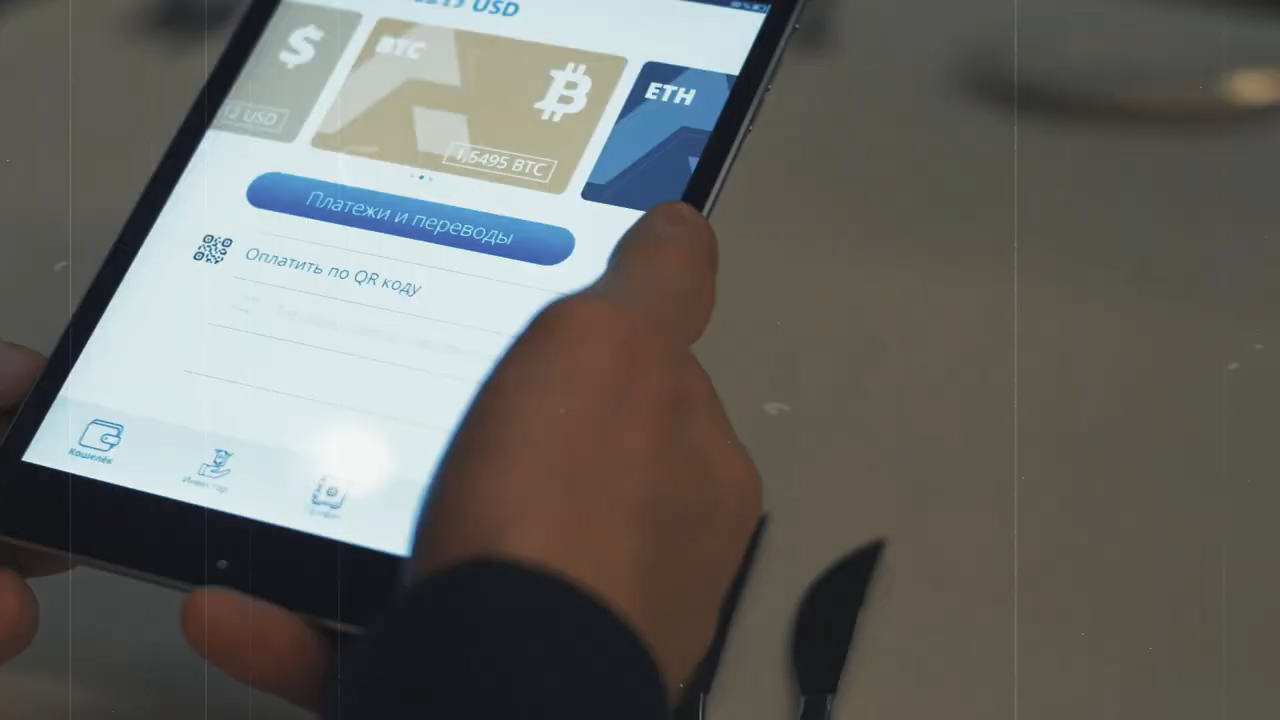 USD
$
BTC
ETH
2 USD
1,5495 BTC
Платежи и переводы
Оплатить по QR коду
Кошелёк